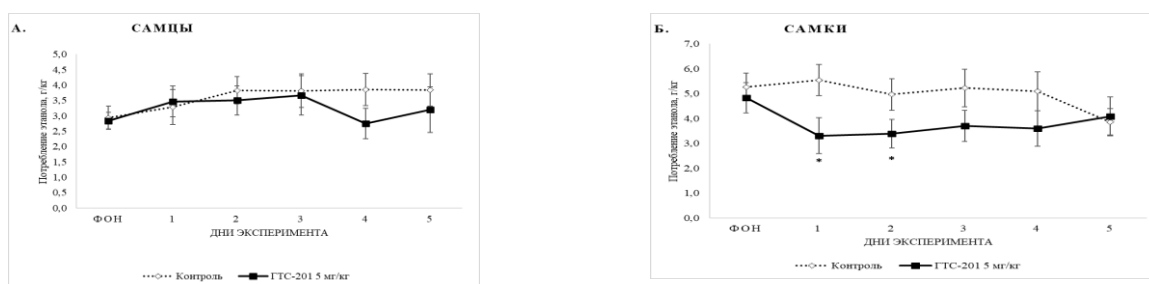 А. САМЦЫ
Потребление этанола, г/кг
5,0
4,5
4,0
3,5
3,0
2,5
2,0
1,5
1,0
0,5
0,0
ФОН 1 2 3 4 5
ДНИ ЭКСПЕРИМЕНТА
Контроль ГТС-201 5 мг/кг
Б. САМКИ
Потребление этанола, г/кг
7,0
6,0
5,0
4,0
3,0
2,0
1,0
0,0
* *
ФОН 1 2 3 4 5
ДНИ ЭКСПЕРИМЕНТА
Контроль ГТС-201 5 мг/кг